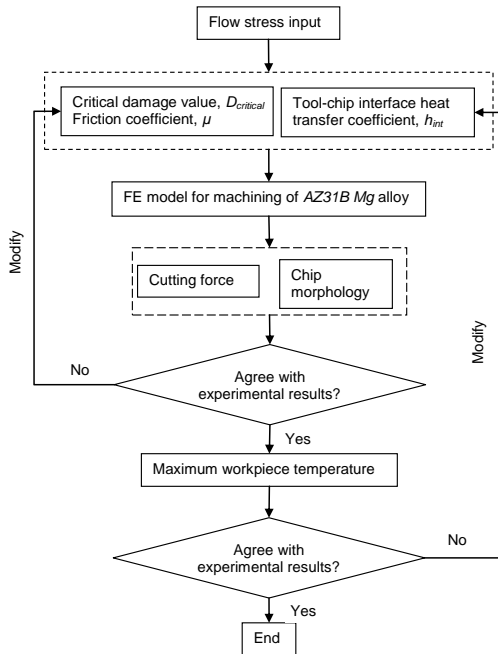 Flow stress input
Critical damage value, Dcritical
Friction coefficient, μ
Tool-chip interface heat
transfer coefficient, hint
FE model for machining of AZ31B Mg alloy
Modify
Cutting force
Chip
morphology
Modify
No
Agree with
experimental results?
Yes
Maximum workpiece temperature
Agree with
experimental results?
No
Yes
End